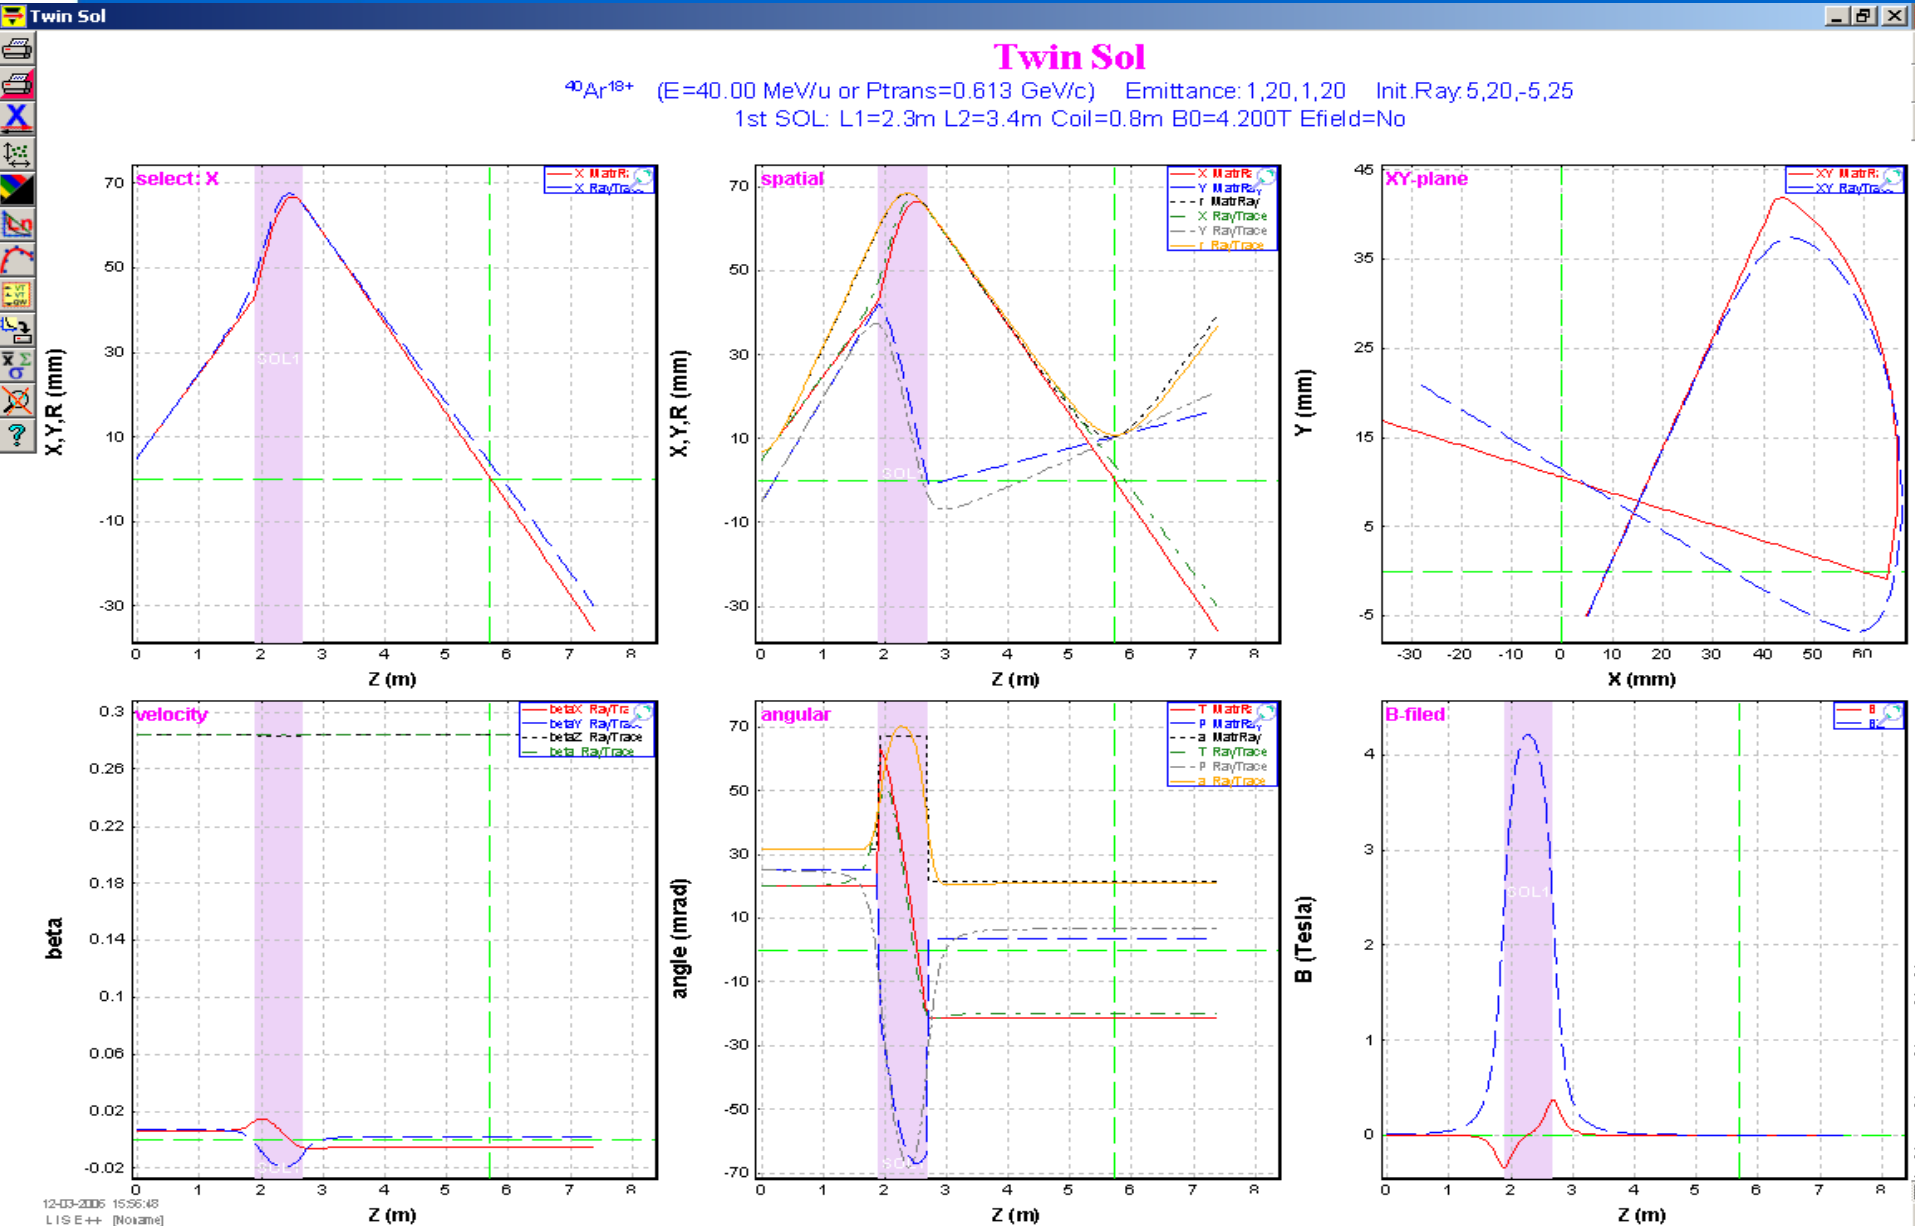 Twin Sol
Twin Sol
40Ar18+ (E=40.00 MeV/u or Ptrans=0.613 GeV/c) Emittance:1,20,1,20 Init.Ray:5,20,-5,25
1st SOL: L1=2.3m L2=3.4m Coil=0.8m B0=4.200T Efield=No
select: X
X MatrR
X RayTra
SOL1
70
50
30
10
-10
-30
X,Y,R (mm)
0 1 2 3 4 5 6 7 8
Z (m)
spatial
X MatrRa
Y MatrRay
r MatrRay
X RayTrace
Y RayTrace
r RayTrace
70
50
30
10
-10
-30
X,Y,R (mm)
0 1 2 3 4 5 6 7 8
Z (m)
XY-plane
XY MatrR
XY RayTra
45
35
25
15
5
-5
Y (mm)
-30 -20 -10 0 10 20 30 40 50 60
X (mm)
velocity
betaX RayTra
betaY RayTra
betaZ RayTrace
beta RayTrace
0.3
0.26
0.22
0.18
0.14
0.1
0.06
0.02
-0.02
beta
0 1 2 3 4 5 6 7 8
Z (m)
angular
T MatrRa
P MatrRa
a MatrRay
T RayTrace
P RayTrace
a RayTrace
70
50
30
10
-10
-30
-50
-70
angle (mrad)
0 1 2 3 4 5 6 7 8
Z (m)
B-filed
B
B
SOL1
4
3
2
1
0
B (Tesla)
0 1 2 3 4 5 6 7 8
Z (m)
12-03-2006 15:56:48
LISE++ [Noname]